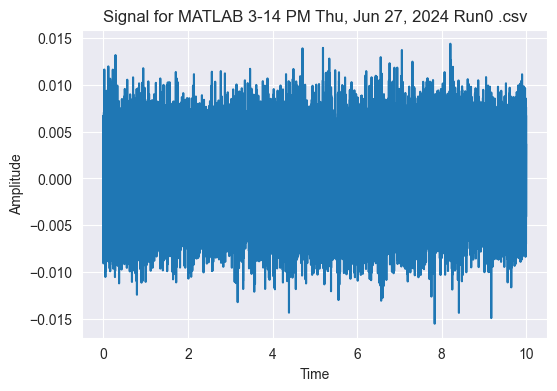 Signal for MATLAB 3-14 PM Thu, Jun 27, 2024 Run0 .csv
0.015
0.010
0.005
0.000
−0.005
−0.010
−0.015
Amplitude
0 2 4 6 8 10
Time